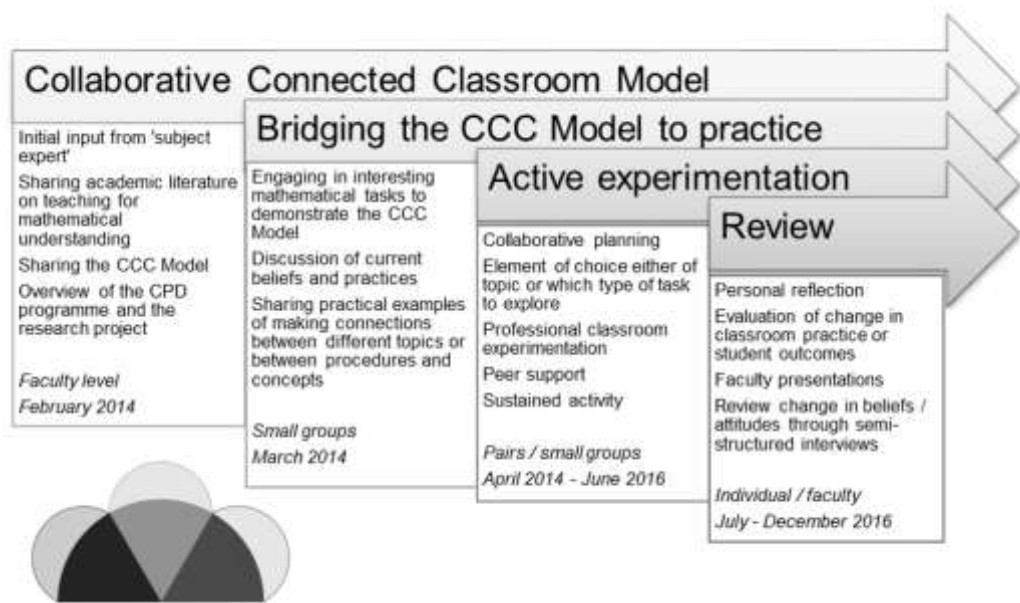 Collaborative Connected Classroom Model
Initial input from 'subject
expert'
Sharing academic literature
on teaching for
mathematical
understanding
Sharing the CCC Model
Overview of the CPD
programme and the
research project
Faculty level
February 2014
Bridging the CCC Model to practice
Engaging in interesting
mathematical tasks to
demonstrate the CCC
Model
Discussion of current
beliefs and practices
Sharing practical examples
of making connections
between different topics or
between procedures and
concepts
Small groups
March 2014
Active experimentation
Collaborative planning
Element of choice either of
topic or which type of task
to explore
Professional classroom
experimentation
Peer support
Sustained activity
Pairs / small groups
April 2014 - June 2016
Review
Personal reflection
Evaluation of change in
classroom practice or
student outcomes
Faculty presentations
Review change in beliefs /
attitudes through semi-
structured interviews
Individual / faculty
July - December 2016